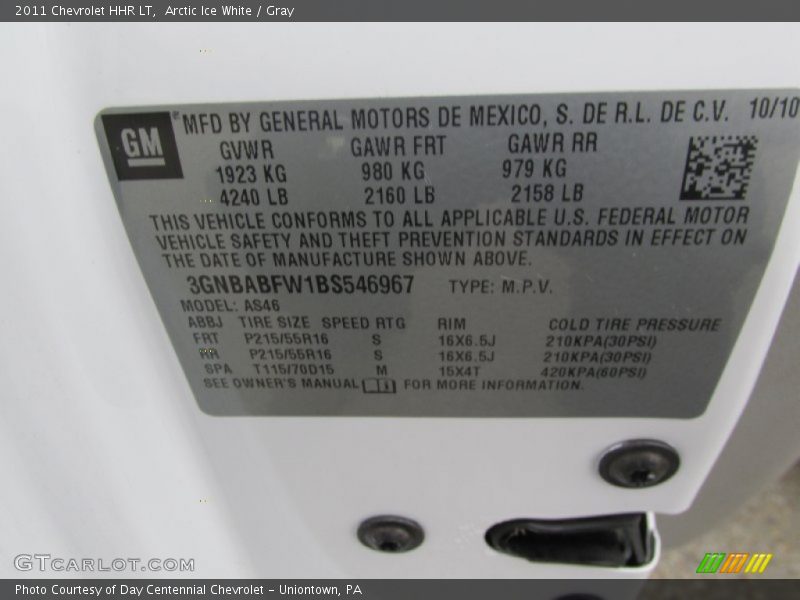 2011 Chevrolet HHR LT,  Arctic Ice White / Gray
GM
® MFD BY GENERAL MOTORS DE MEXICO, S. DE R.L. DE C.V. 10/10
GVWR GAWR FRT GAWR RR
1923 KG 980 KG 979 KG
4240 LB 2160 LB 2158 LB
THIS VEHICLE CONFORMS TO ALL APPLICABLE U.S. FEDERAL MOTOR
VEHICLE SAFETY AND THEFT PREVENTION STANDARDS IN EFFECT ON
THE DATE OF MANUFACTURE SHOWN ABOVE.
3GNBABFW1BS546967 TYPE: M.P.V.
MODEL: AS46
ABBJ TIRE SIZE SPEED RTG RIM COLD TIRE PRESSURE
FRT P215/55R16 S 16X6.5J 210KPA(30PSI)
RR P215/55R16 S 16X6.5J 210KPA(30PSI)
SPA T115/70D15 M 15X4T 420KPA(60PSI)
SEE OWNER'S MANUAL FOR MORE INFORMATION.
GTCARLOT.COM
Photo Courtesy of Day Centennial Chevrolet - Uniontown, PA